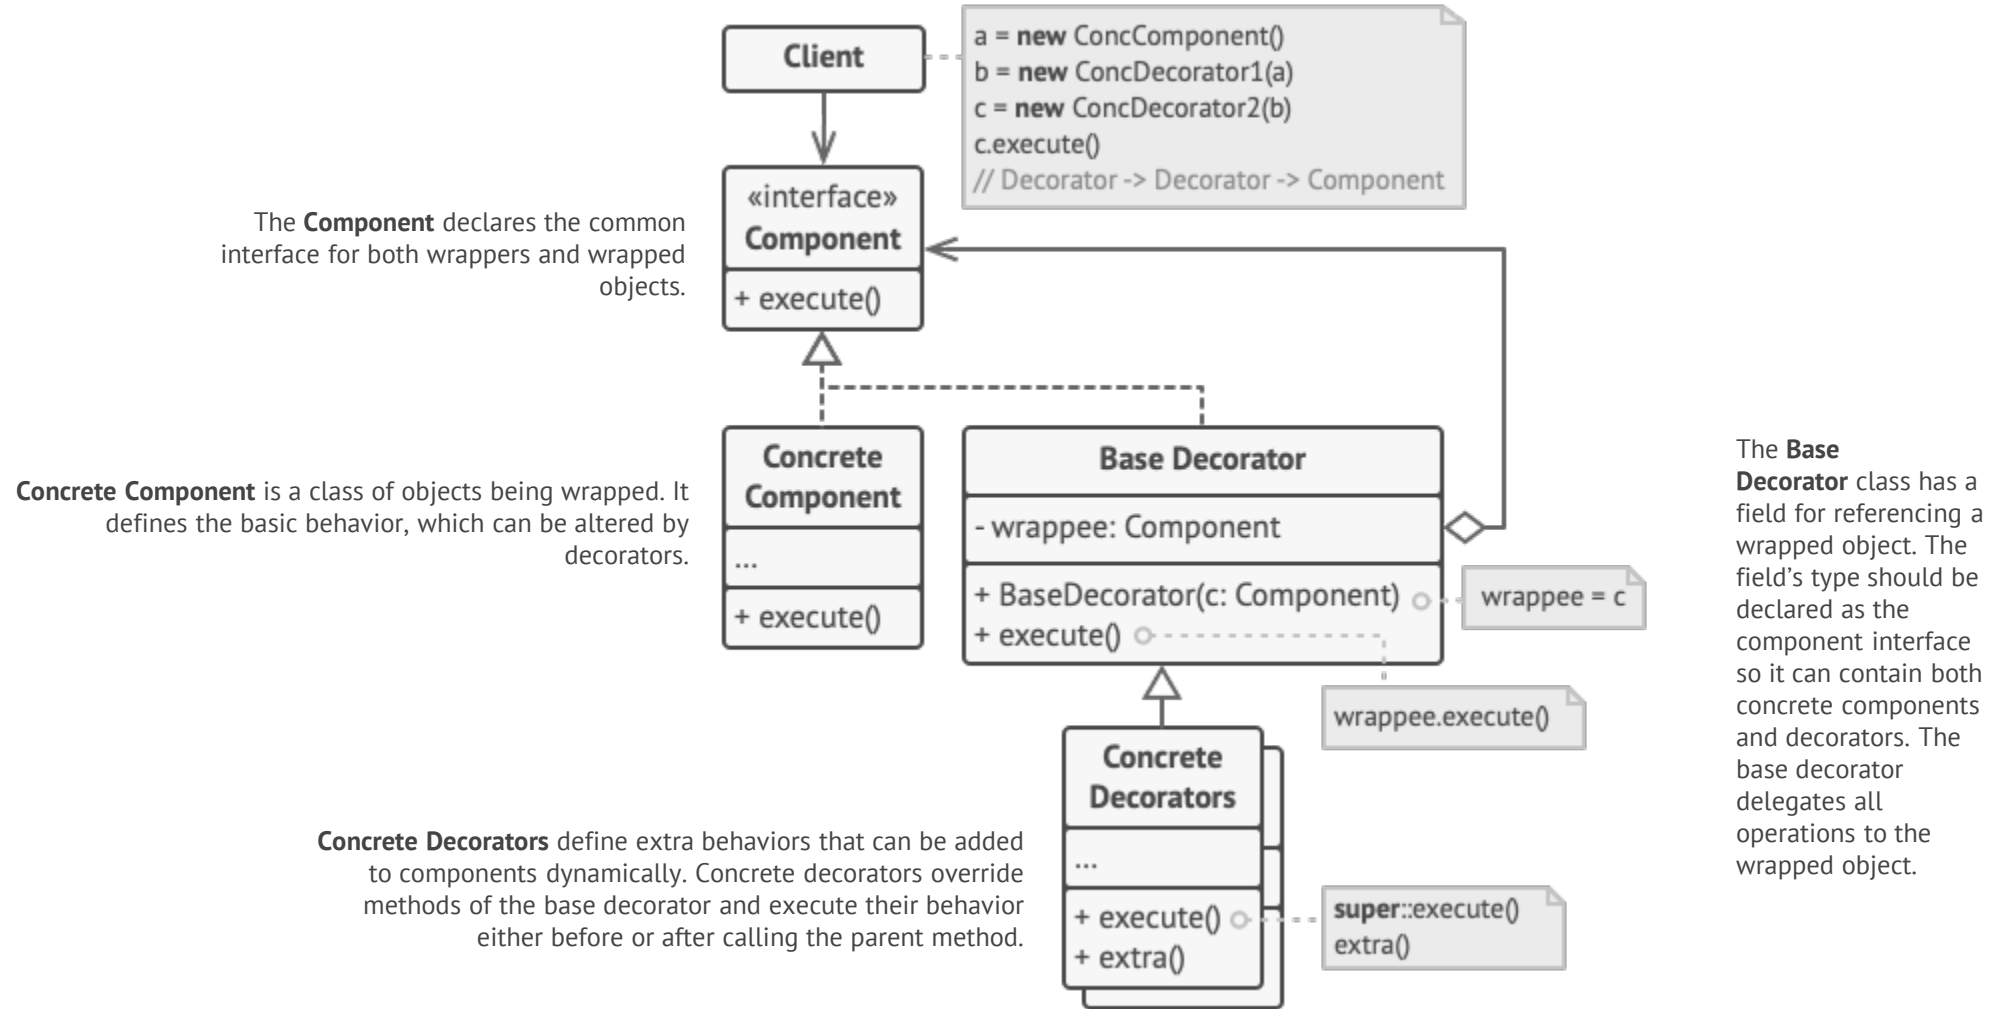 Client
a = new ConcComponent()
b = new ConcDecorator1(a)
c = new ConcDecorator2(b)
c.execute()
// Decorator -> Decorator -> Component
The Component declares the common
interface for both wrappers and wrapped
objects.
«interface»
Component
+ execute()
Concrete Component is a class of objects being wrapped. It
defines the basic behavior, which can be altered by
decorators.
Concrete
Component
...
+ execute()
Base Decorator
- wrappee: Component
+ BaseDecorator(c: Component)
+ execute()
wrappee = c
wrappee.execute()
The Base
Decorator class has a
field for referencing a
wrapped object. The
field’s type should be
declared as the
component interface
so it can contain both
concrete components
and decorators. The
base decorator
delegates all
operations to the
wrapped object.
Concrete Decorators define extra behaviors that can be added
to components dynamically. Concrete decorators override
methods of the base decorator and execute their behavior
either before or after calling the parent method.
Concrete
Decorators
...
+ execute()
+ extra()
super::execute()
extra()